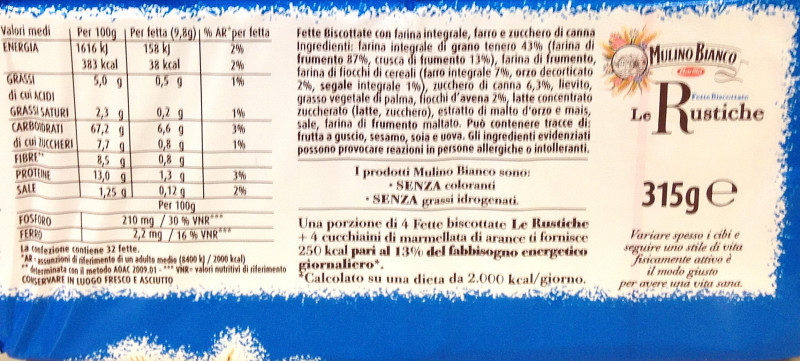 Valori medi Per 100g Per fetta (9,8g) % AR*per fetta
ENERGIA 1616 kJ 158 kJ 2%
383 kcal 38 kcal 2%
GRASSI 5,0 g 0,5 g 1%
di cui ACIDI
GRASSI SATURI 2,3 g 0,2 g 1%
CARBOIDRATI 67,2 g 6,6 g 3%
di cui ZUCCHERI 7,7 g 0,8 g 1%
FIBRE** 8,5 g 0,8 g
PROTEINE 13,0 g 1,3 g 3%
SALE 1,25 g 0,12 g 2%
Per 100g
FOSFORO 210 mg / 30 % VNR***
FERRO 2,2 mg / 16 % VNR***
La confezione contiene 32 fette.
*AR= assunzioni di riferimento di un adulto medio (8400 kJ / 2000 kcal)
** determinata con il metodo AOAC 2009.01 - *** VNR= valori nutritivi di riferimento
CONSERVARE IN LUOGO FRESCO E ASCIUTTO
Fette Biscottate con farina integrale, farro e zucchero di canna
Ingredienti: farina integrale di grano tenero 43% (farina di
frumento 87%, crusca di frumento 13%), farina di frumento,
farina di fiocchi di cereali (farro integrale 7%, orzo decorticato
2%, segale integrale 1%), zucchero di canna 6,3%, lievito,
grasso vegetale di palma, fiocchi d'avena 2%, latte concentrato
zuccherato (latte, zucchero), estratto di malto d'orzo e mais,
sale, farina di frumento maltato. Può contenere tracce di
frutta a guscio, sesamo, soia e uova. Gli ingredienti evidenziati
possono provocare reazioni in persone allergiche o intolleranti.
I prodotti Mulino Bianco sono:
• SENZA coloranti
• SENZA grassi idrogenati.
Una porzione di 4 Fette biscottate Le Rustiche
+ 4 cucchiaini di marmellata di arance ti fornisce
250 kcal pari al 13% del fabbisogno energetico
giornaliero*.
*Calcolato su una dieta da 2.000 kcal/giorno.
MULINO BIANCO
Barilla
Fette Biscottate
Le Rustiche
315g e
Variare spesso i cibi e
seguire uno stile di vita
fisicamente attivo è
il modo giusto
per avere una vita sana.